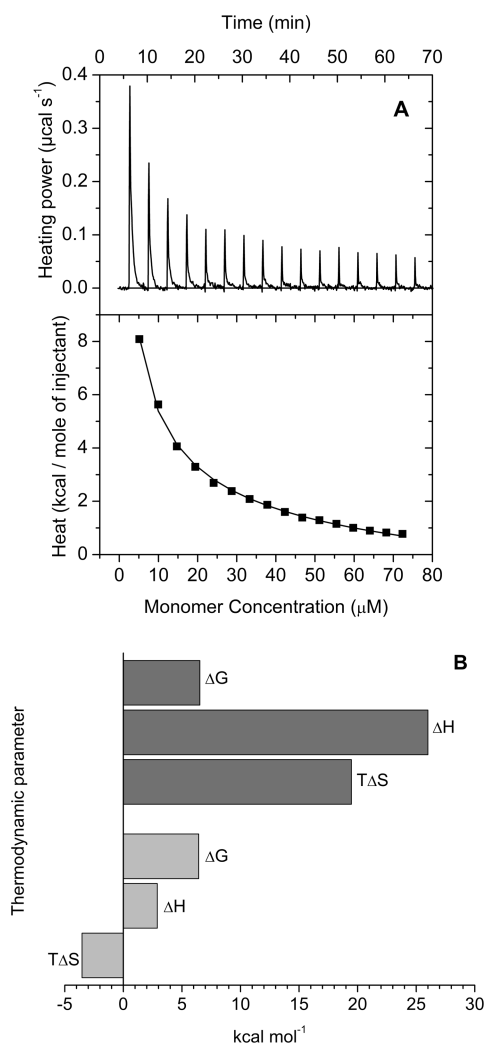 Time (min)
0 10 20 30 40 50 60 70
A
Heating power (µcal s-1)
0.4
0.3
0.2
0.1
0.0
Heat (kcal / mole of injectant)
8
6
4
2
0
0 10 20 30 40 50 60 70 80
Monomer Concentration (µM)
B
Thermodynamic parameter
ΔG
ΔH
TΔS
ΔG
ΔH
TΔS
-5 0 5 10 15 20 25 30
kcal mol-1